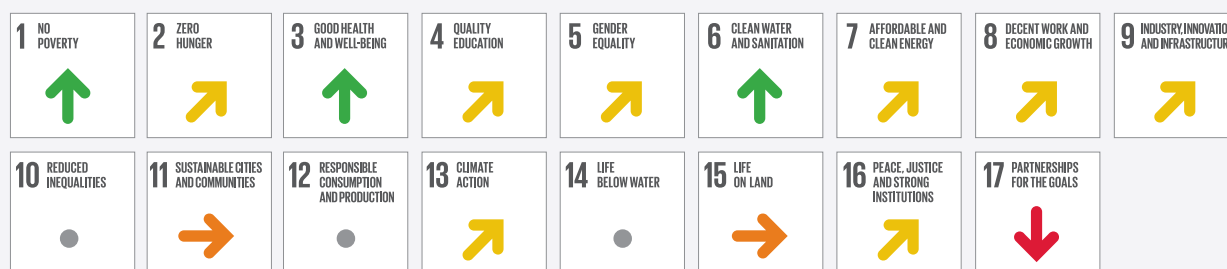 1 NO
POVERTY
2 ZERO
HUNGER
3 GOOD HEALTH
AND WELL-BEING
4 QUALITY
EDUCATION
5 GENDER
EQUALITY
6 CLEAN WATER
AND SANITATION
7 AFFORDABLE AND
CLEAN ENERGY
8 DECENT WORK AND
ECONOMIC GROWTH
9 INDUSTRY, INNOVATIO
AND INFRASTRUCTUR
10 REDUCED
INEQUALITIES
11 SUSTAINABLE CITIES
AND COMMUNITIES
12 RESPONSIBLE
CONSUMPTION
AND PRODUCTION
13 CLIMATE
ACTION
14 LIFE
BELOW WATER
15 LIFE
ON LAND
16 PEACE, JUSTICE
AND STRONG
INSTITUTIONS
17 PARTNERSHIPS
FOR THE GOALS